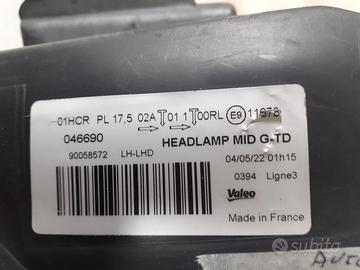 01HCR PL 17,5 02A 01 1 00RL E9 11678
046690 HEADLAMP MID G-TD
90058572 LH-LHD
04/05/22 01h15
0394 Ligne3
Valeo
Made in France
subito